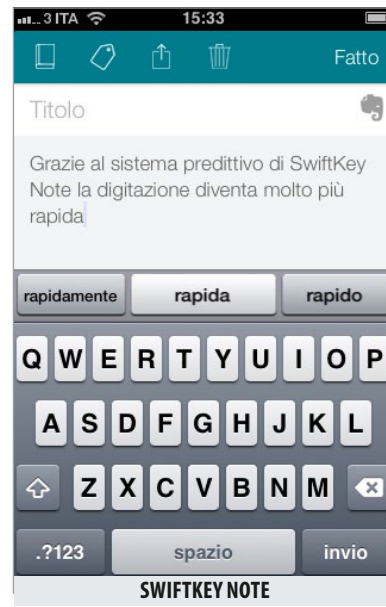 3 ITA 15:33
Fatto
Titolo
Grazie al sistema predittivo di SwiftKey
Note la digitazione diventa molto più
rapida
rapidamente rapida rapido
Q W E R T Y U I O P
A S D F G H J K L
Z X C V B N M
.?123 spazio invio
SWIFTKEY NOTE